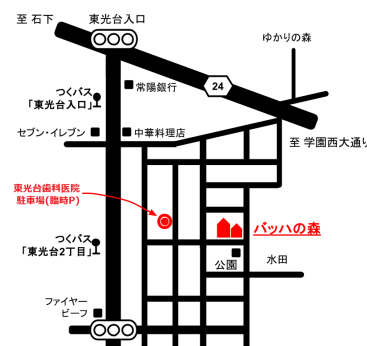 至 石下
東光台入口
ゆかりの森
24
つくバス
「東光台入口」
常陽銀行
セブン・イレブン
中華料理店
至 学園西大通り
東光台歯科医院
駐車場(臨時P)
バッハの森
つくバス
「東光台2丁目」
公園
水田
ファイヤー
ビーフ